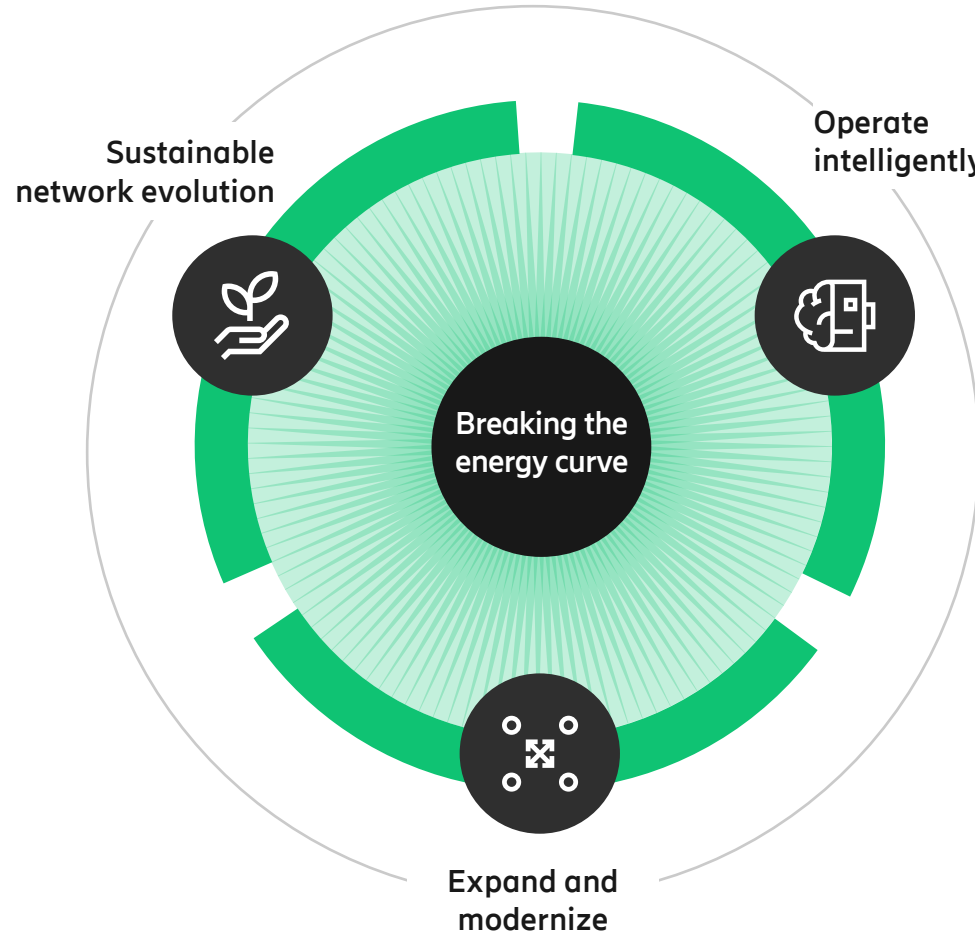 Sustainable
network evolution
Operate
intelligently
Breaking the
energy curve
Expand and
modernize